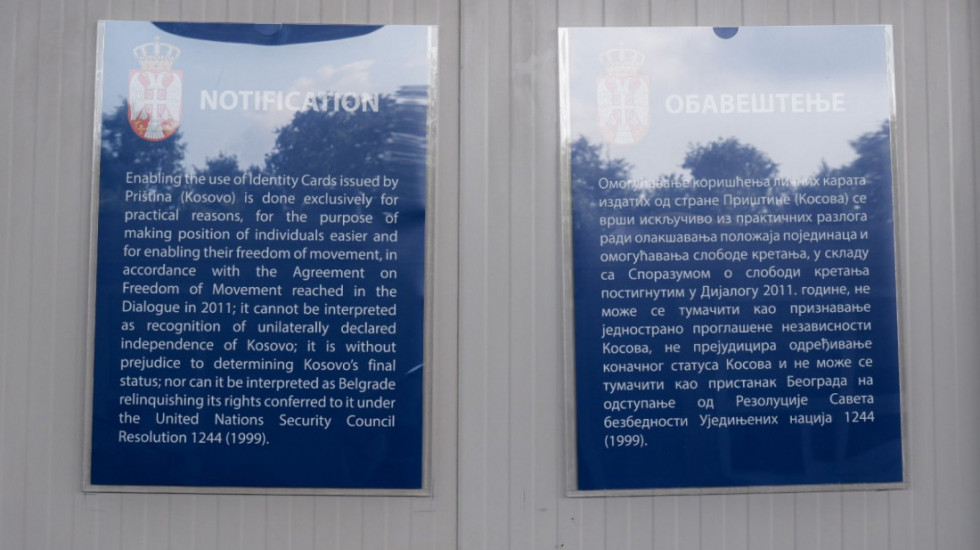 NOTIFICATION
Enabling the use of Identity Cards issued by
Priština (Kosovo) is done exclusively for
practical reasons, for the purpose of
making position of individuals easier and
for enabling their freedom of movement, in
accordance with the Agreement on
Freedom of Movement reached in the
Dialogue in 2011; it cannot be interpreted
as recognition of unilaterally declared
independence of Kosovo; it is without
prejudice to determining Kosovo's final
status; nor can it be interpreted as Belgrade
relinquishing its rights conferred to it under
the United Nations Security Council
Resolution 1244 (1999).
ОБАВЕШТЕЊЕ
Омогућавање коришћења личних карата
издатих од стране Приштине (Косова) се
врши искључиво из практичних разлога
ради олакшавања положаја појединаца и
омогућавања слободе кретања, у складу
са Споразумом о слободи кретања
постигнутим у Дијалогу 2011. године, не
може се тумачити као признавање
једнострано проглашене независности
Косова, не прејудицира одређивање
коначног статуса Косова и не може се
тумачити као пристанак Београда на
одступање од Резолуције Савета
безбедности Уједињених нација 1244
(1999).